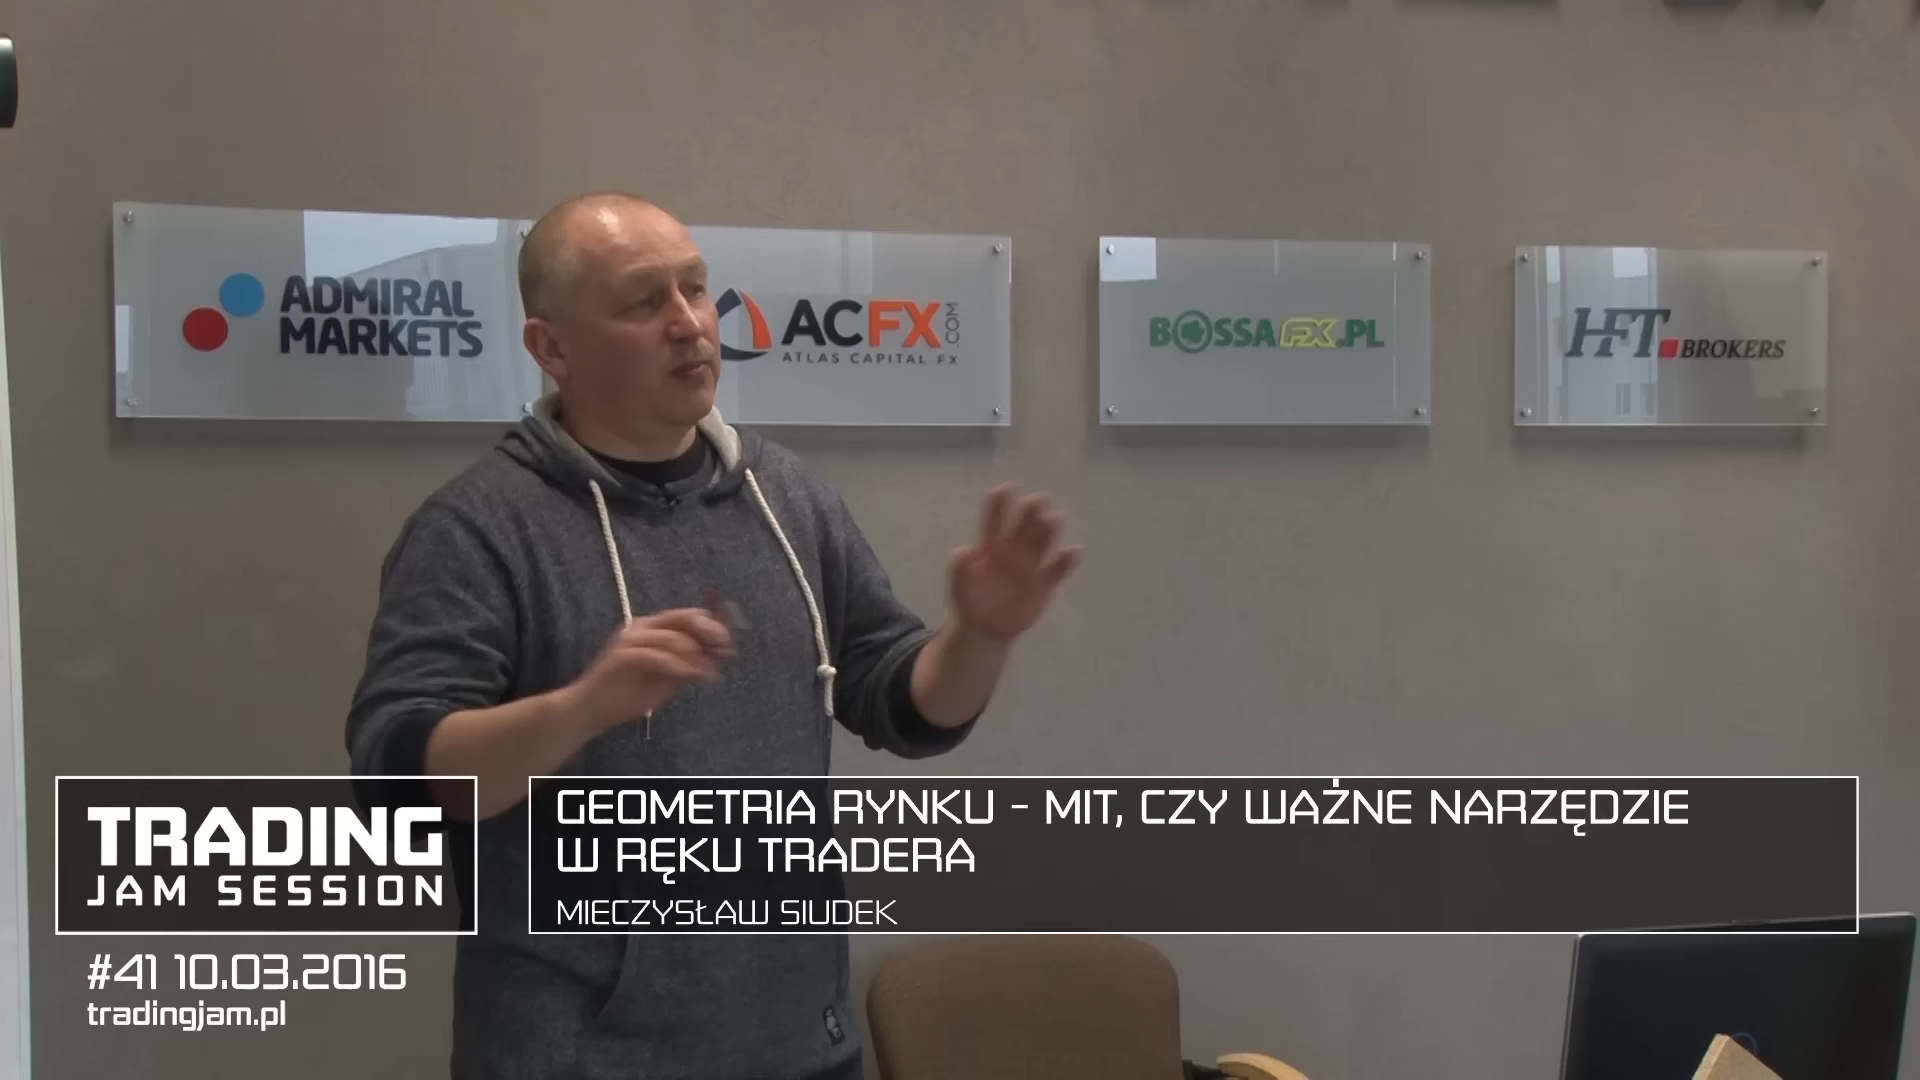 ADMIRAL
MARKETS
ACFX
.COM
ATLAS CAPITAL FX
BOSSAFX.PL
HFT
BROKERS
TRADING
JAM SESSION
GEOMETRIA RYNKU - MIT, CZY WAŻNE NARZĘDZIE
W RĘKU TRADERA
MIECZYSŁAW SIUDEK
#41 10.03.2016
tradingjam.pl